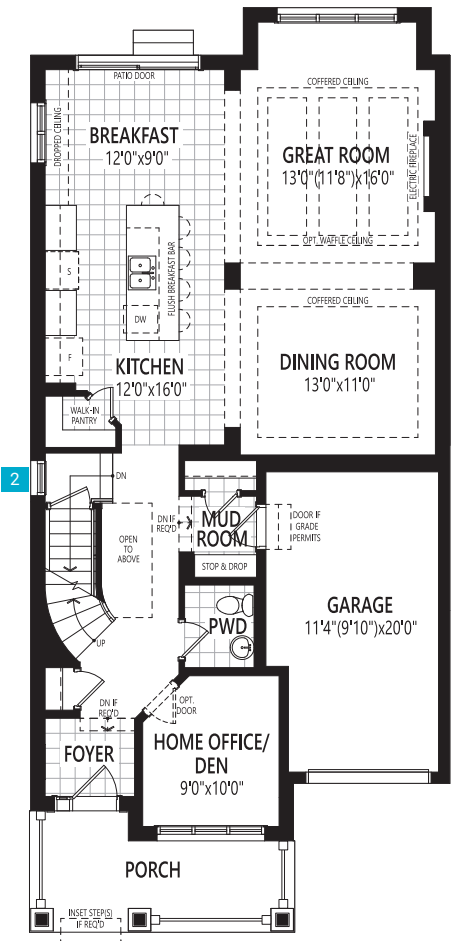 PATIO DOOR
COFFERED CEILING
DROPPED CEILING
BREAKFAST
12'0"x9'0"
GREAT ROOM
13'0"(11'8")x16'0"
ELECTRIC FIREPLACE
OPT. WAFFLE CEILING
S
FLUSH BREAKFAST BAR
DW
F
COFFERED CEILING
KITCHEN
12'0"x16'0"
DINING ROOM
13'0"x11'0"
WALK-IN
PANTRY
2
DN
OPEN
TO
ABOVE
DN IF
REQ'D
MUD
ROOM
DOOR IF
GRADE
PERMITS
STOP & DROP
GARAGE
11'4"(9'10")x20'0"
PWD
UP
OPT.
DOOR
DN IF
REQ'D
FOYER
HOME OFFICE/
DEN
9'0"x10'0"
PORCH
INSET STEP(S)
IF REQ'D